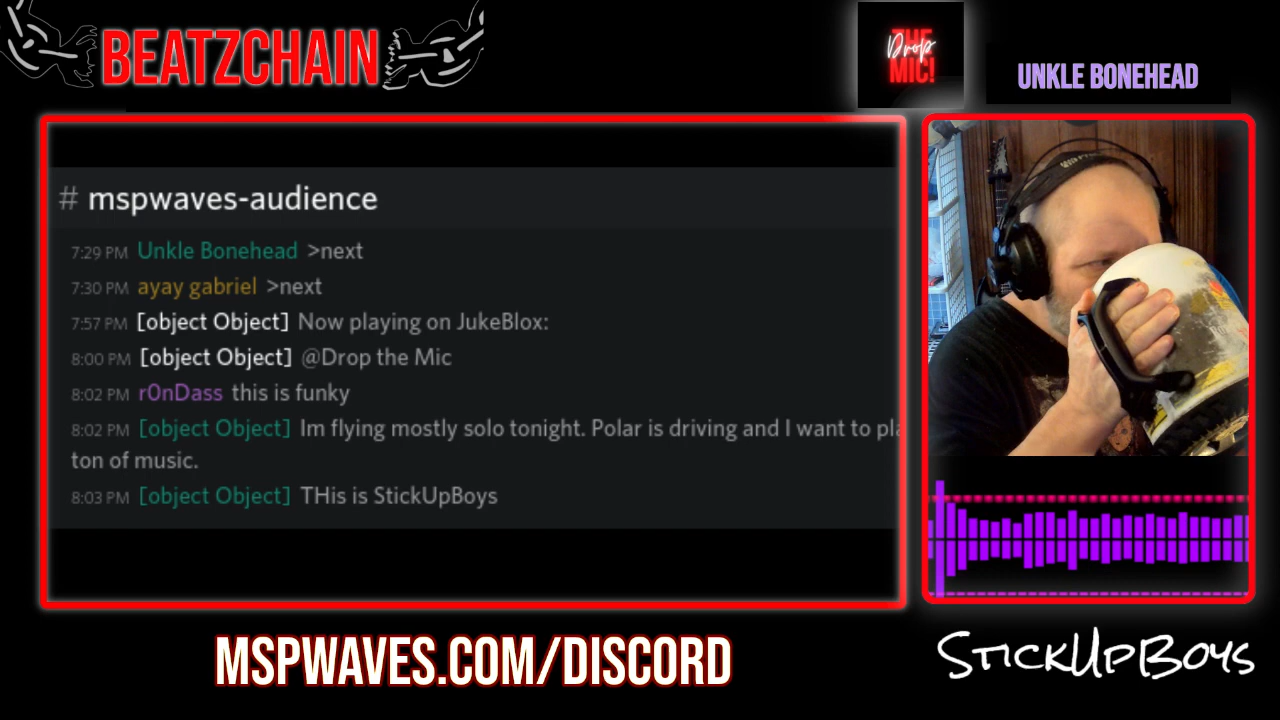 BEATZCHAIN
THE
Drop
MIC!
UNKLE BONEHEAD
# mspwaves-audience
7:29 PM Unkle Bonehead >next
7:30 PM ayay gabriel >next
7:57 PM [object Object] Now playing on JukeBlox:
8:00 PM [object Object] @Drop the Mic
8:02 PM r0nDass this is funky
8:02 PM [object Object] Im flying mostly solo tonight. Polar is driving and I want to pla
ton of music.
8:03 PM [object Object] THis is StickUpBoys
MSPWAVES.COM/DISCORD
StickUpBoys